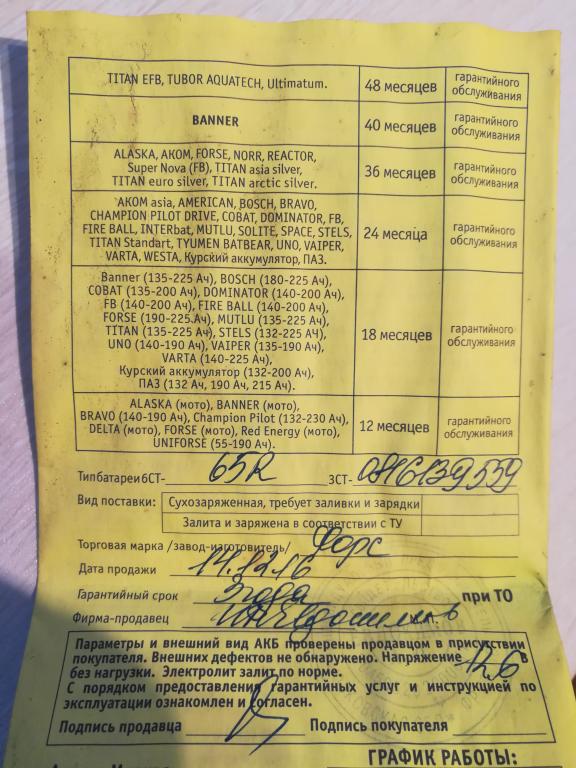 TITAN EFB, TUBOR AQUATECH, Ultimatum. 48 месяцев гарантийного обслуживания
BANNER 40 месяцев гарантийного обслуживания
ALASKA, АКОМ, FORSE, NORR, REACTOR,
Super Nova (FB), TITAN asia silver,
TITAN euro silver, TITAN arctic silver.
36 месяцев гарантийного обслуживания
АКОМ asia, AMERICAN, BOSCH, BRAVO,
CHAMPION PILOT DRIVE, COBAT, DOMINATOR, FB,
FIRE BALL, INTERbat, MUTLU, SOLITE, SPACE, STELS,
TITAN Standart, TYUMEN BATBEAR, UNO, VAIPER,
VARTA, WESTA, Курский аккумулятор, ПАЗ.
24 месяца гарантийного обслуживания
Banner (135-225 Ач), BOSCH (180-225 Ач),
COBAT (135-200 Ач), DOMINATOR (140-200 Ач),
FB (140-200 Ач), FIRE BALL (140-200 Ач),
FORSE (190-225.Ач), MUTLU (135-225 Ач),
TITAN (135-225 Ач), STELS (132-225 Ач),
UNO (140-190 Ач), VAIPER (135-190 Ач),
VARTA (140-225 Ач),
Курский аккумулятор (132-200 Ач),
ПАЗ (132 Ач, 190 Ач, 215 Ач).
18 месяцев гарантийного обслуживания
ALASKA (мото), BANNER (мото),
BRAVO (140-190 Ач), Champion Pilot (132-230 Ач),
DELTA (мото), FORSE (мото), Red Energy (мото),
UNIFORSE (55-190 Ач).
12 месяцев гарантийного обслуживания
Тип батареи 6СТ- 65R 3СТ- 0816139559
Вид поставки: Сухозаряженная, требует заливки и зарядки
Залита и заряжена в соответствии с ТУ
Торговая марка /завод-изготовитель/ Форс
Дата продажи 14.12.16
Гарантийный срок 3 года при ТО
Фирма-продавец
Параметры и внешний вид АКБ проверены продавцом в присутствии
покупателя. Внешних дефектов не обнаружено. Напряжение 12,6 В
без нагрузки. Электролит залит по норме.
С порядком предоставления гарантийных услуг и инструкцией по
эксплуатации ознакомлен и согласен.
Подпись продавца Подпись покупателя
ГРАФИК РАБОТЫ: